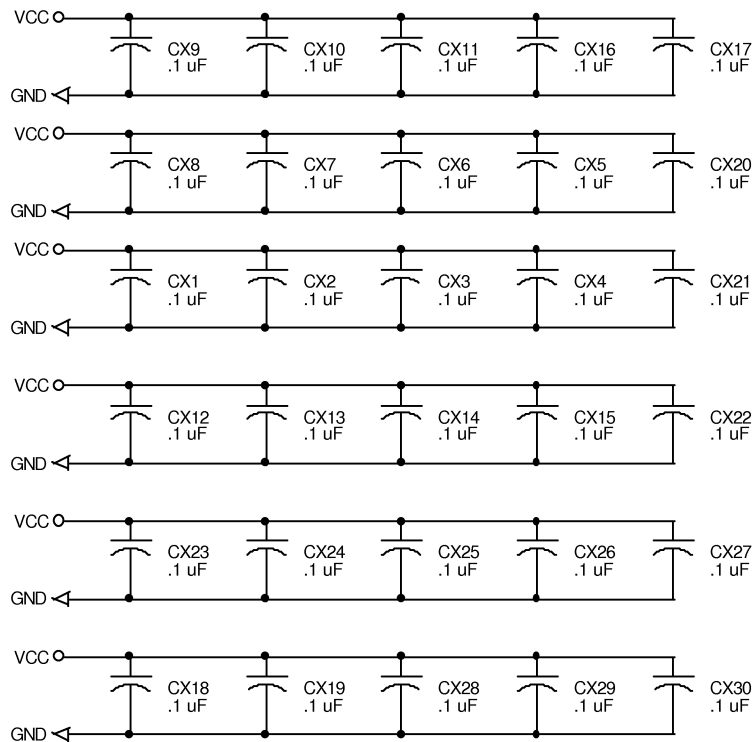 VCC
CX9 CX10 CX11 CX16 CX17
.1 uF .1 uF .1 uF .1 uF .1 uF
GND
VCC
CX8 CX7 CX6 CX5 CX20
.1 uF .1 uF .1 uF .1 uF .1 uF
GND
VCC
CX1 CX2 CX3 CX4 CX21
.1 uF .1 uF .1 uF .1 uF .1 uF
GND
VCC
CX12 CX13 CX14 CX15 CX22
.1 uF .1 uF .1 uF .1 uF .1 uF
GND
VCC
CX23 CX24 CX25 CX26 CX27
.1 uF .1 uF .1 uF .1 uF .1 uF
GND
VCC
CX18 CX19 CX28 CX29 CX30
.1 uF .1 uF .1 uF .1 uF .1 uF
GND